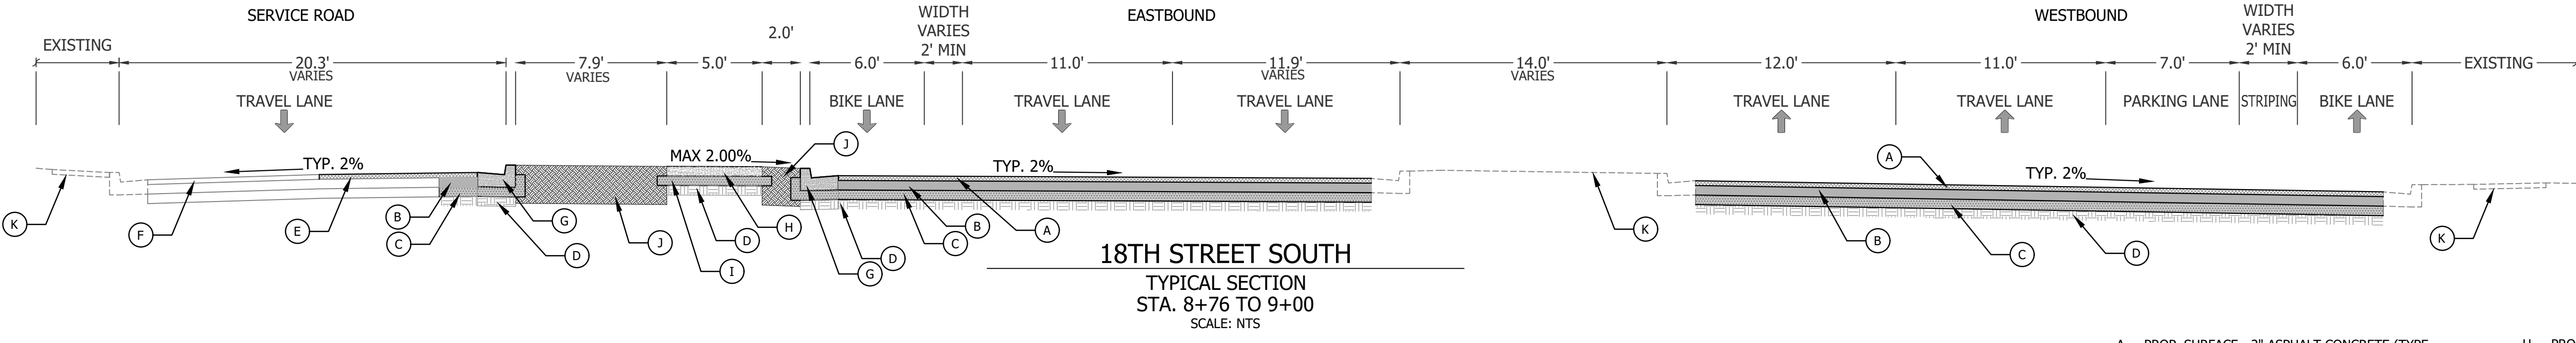 SERVICE ROAD
EASTBOUND
WESTBOUND
EXISTING
20.3'
VARIES
7.9'
VARIES
5.0'
2.0'
6.0'
WIDTH
VARIES
2' MIN
11.0'
11.9'
VARIES
14.0'
VARIES
12.0'
11.0'
7.0'
WIDTH
VARIES
2' MIN
6.0'
EXISTING
TRAVEL LANE
BIKE LANE
TRAVEL LANE
TRAVEL LANE
TRAVEL LANE
TRAVEL LANE
PARKING LANE
STRIPING
BIKE LANE
TYP. 2%
MAX 2.00%
J
TYP. 2%
A
TYP. 2%
K
F
E
B
C
G
D
J
I
D
H
G
D
C
B
A
K
B
C
D
K
18TH STREET SOUTH
TYPICAL SECTION
STA. 8+76 TO 9+00
SCALE: NTS